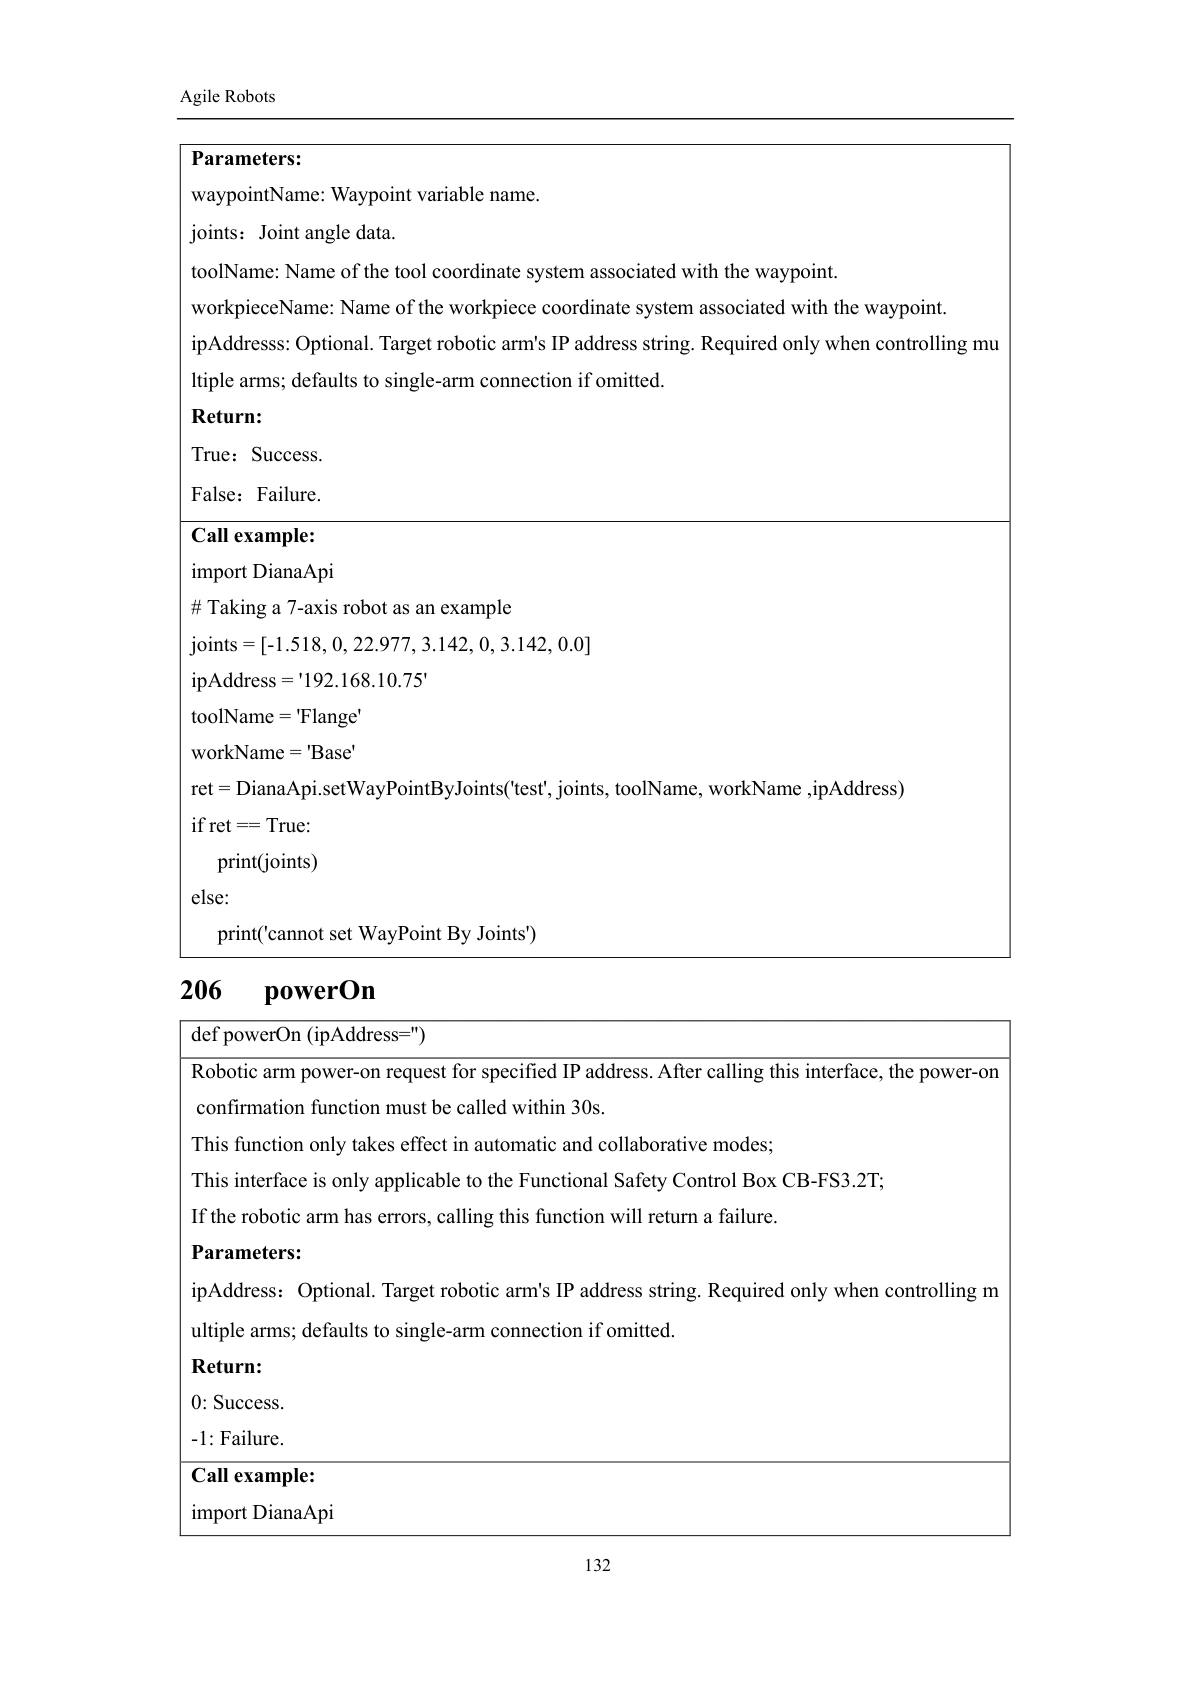 Agile Robots
Parameters:
waypointName: Waypoint variable name.
joints：Joint angle data.
toolName: Name of the tool coordinate system associated with the waypoint.
workpieceName: Name of the workpiece coordinate system associated with the waypoint.
ipAddresss: Optional. Target robotic arm's IP address string. Required only when controlling mu
ltiple arms; defaults to single-arm connection if omitted.
Return:
True：Success.
False：Failure.
Call example:
import DianaApi
# Taking a 7-axis robot as an example
joints = [-1.518, 0, 22.977, 3.142, 0, 3.142, 0.0]
ipAddress = '192.168.10.75'
toolName = 'Flange'
workName = 'Base'
ret = DianaApi.setWayPointByJoints('test', joints, toolName, workName ,ipAddress)
if ret == True:
print(joints)
else:
print('cannot set WayPoint By Joints')
206 powerOn
def powerOn (ipAddress='')
Robotic arm power-on request for specified IP address. After calling this interface, the power-on
confirmation function must be called within 30s.
This function only takes effect in automatic and collaborative modes;
This interface is only applicable to the Functional Safety Control Box CB-FS3.2T;
If the robotic arm has errors, calling this function will return a failure.
Parameters:
ipAddress：Optional. Target robotic arm's IP address string. Required only when controlling m
ultiple arms; defaults to single-arm connection if omitted.
Return:
0: Success.
-1: Failure.
Call example:
import DianaApi
132